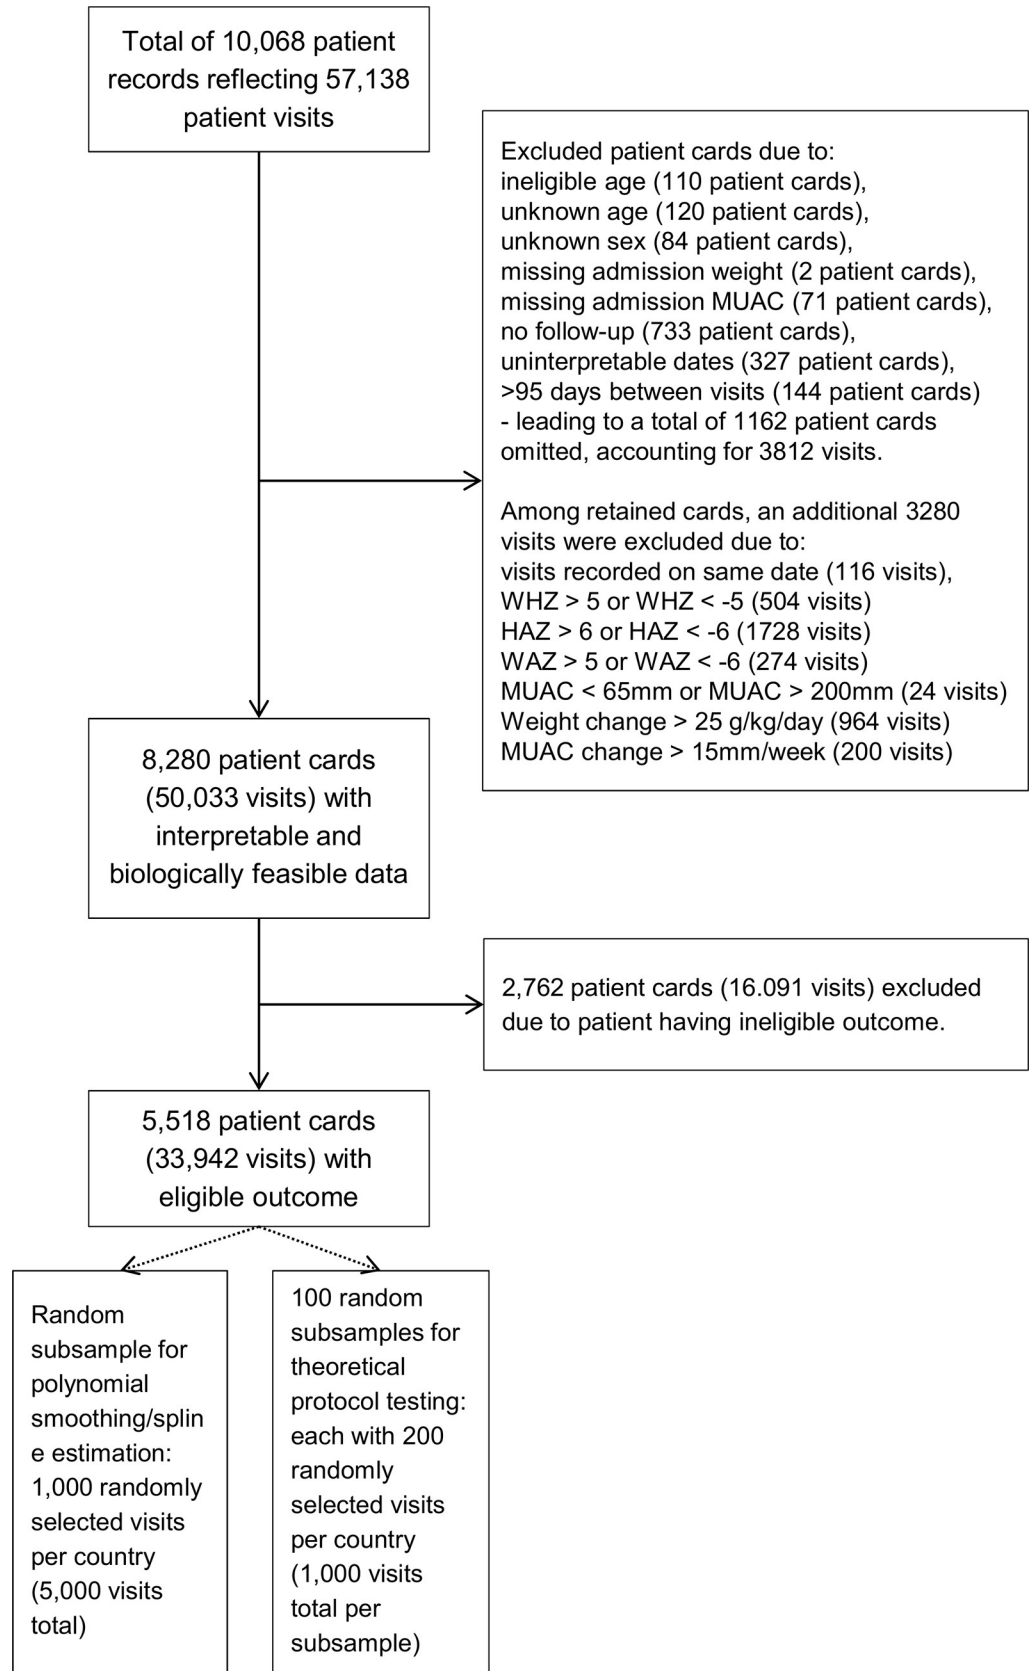 Total of 10,068 patient
records reflecting 57,138
patient visits
Excluded patient cards due to:
ineligible age (110 patient cards),
unknown age (120 patient cards),
unknown sex (84 patient cards),
missing admission weight (2 patient cards),
missing admission MUAC (71 patient cards),
no follow-up (733 patient cards),
uninterpretable dates (327 patient cards),
>95 days between visits (144 patient cards)
- leading to a total of 1162 patient cards
omitted, accounting for 3812 visits.
Among retained cards, an additional 3280
visits were excluded due to:
visits recorded on same date (116 visits),
WHZ > 5 or WHZ < -5 (504 visits)
HAZ > 6 or HAZ < -6 (1728 visits)
WAZ > 5 or WAZ < -6 (274 visits)
MUAC < 65mm or MUAC > 200mm (24 visits)
Weight change > 25 g/kg/day (964 visits)
MUAC change > 15mm/week (200 visits)
8,280 patient cards
(50,033 visits) with
interpretable and
biologically feasible data
2,762 patient cards (16.091 visits) excluded
due to patient having ineligible outcome.
5,518 patient cards
(33,942 visits) with
eligible outcome
Random
subsample for
polynomial
smoothing/splin
e estimation:
1,000 randomly
selected visits
per country
(5,000 visits
total)
100 random
subsamples for
theoretical
protocol testing:
each with 200
randomly
selected visits
per country
(1,000 visits
total per
subsample)